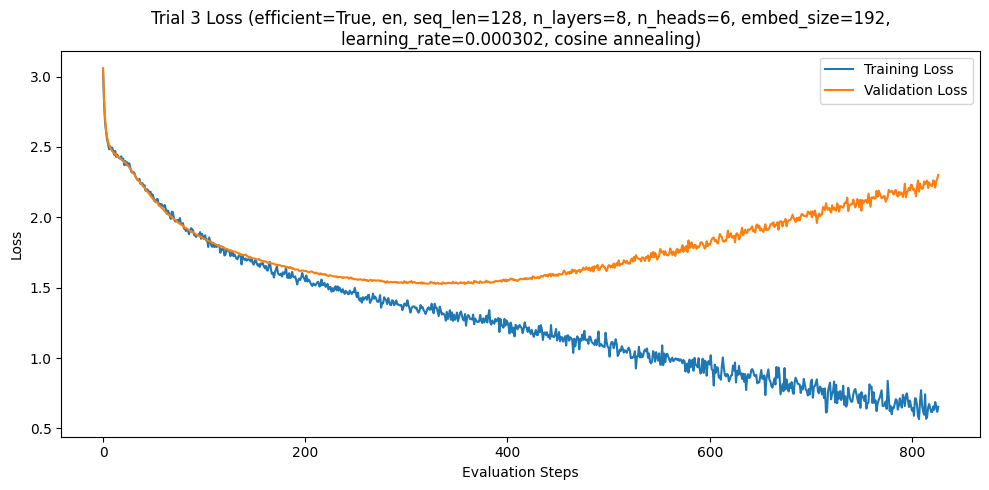 Trial 3 Loss (efficient=True, en, seq_len=128, n_layers=8, n_heads=6, embed_size=192,
learning_rate=0.000302, cosine annealing)
Training Loss
Validation Loss
3.0
2.5
2.0
1.5
1.0
0.5
Loss
0
200
400
600
800
Evaluation Steps